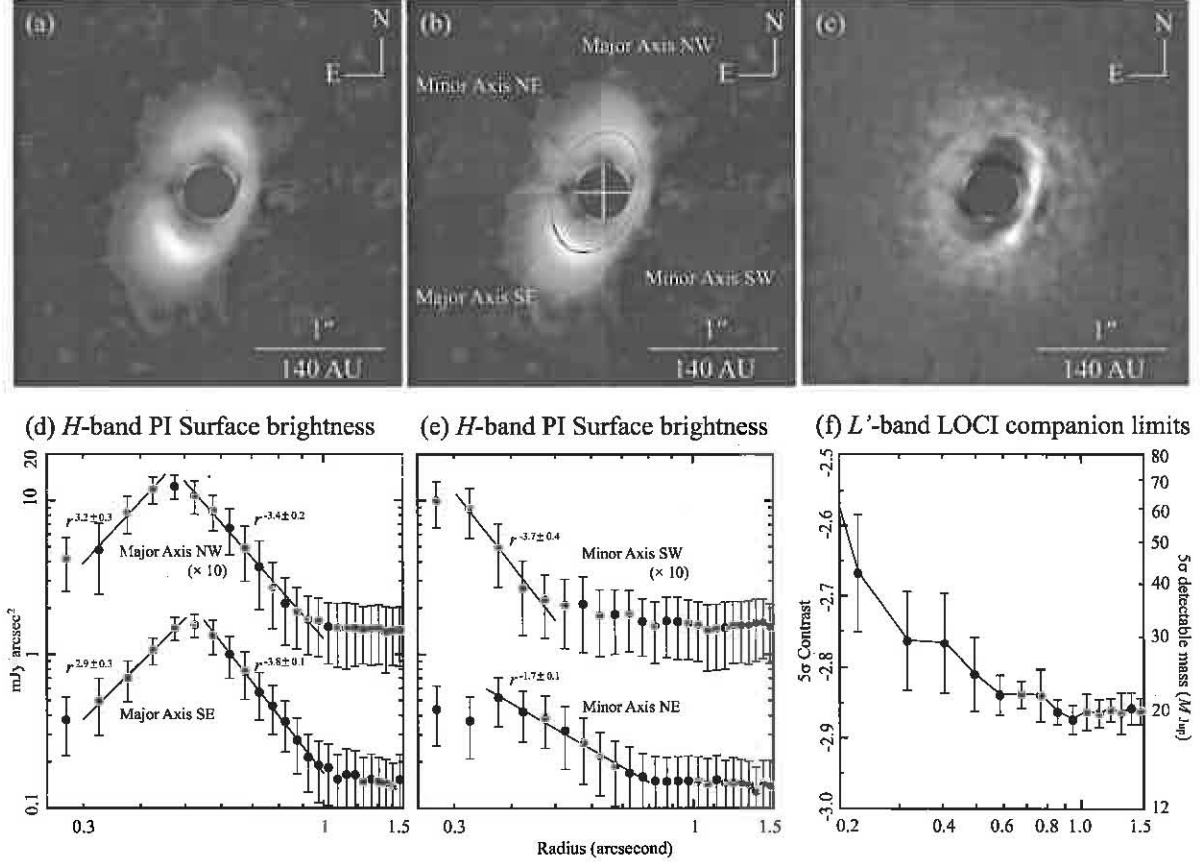 (a)
N
E
1"
140 AU
(b)
Major Axis NW
N
E
Minor Axis NE
Major Axis SE
Minor Axis SW
1"
140 AU
(c)
N
E
1"
140 AU
(d) H-band PI Surface brightness
(e) H-band PI Surface brightness
(f) L'-band LOCI companion limits
mJy arcsec²
20
10
1
0.1
r^3.2±0.3
r^-3.4±0.2
Major Axis NW
(× 10)
r^2.9±0.3
r^-3.8±0.1
Major Axis SE
0.3
1
1.5
r^-3.7±0.4
Minor Axis SW
(× 10)
r^-1.7±0.1
Minor Axis NE
0.3
1
1.5
Radius (arcsecond)
5σ Contrast
-2.5
-2.6
-2.7
-2.8
-2.9
-3.0
80
70
60
50
40
30
20
12
5σ detectable mass (M Jup)
0.2
0.4
0.6
0.8
1.0
1.5